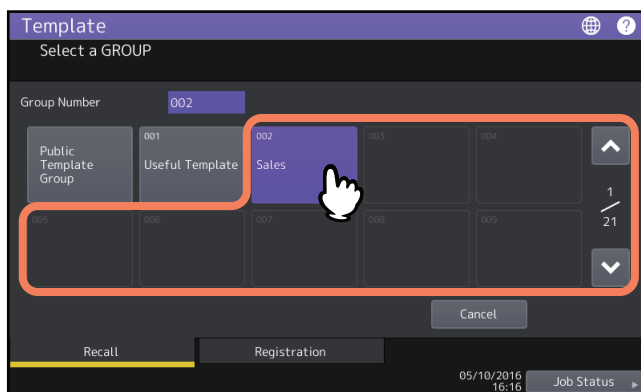 Template
?
Select a GROUP
Group Number 002
Public
Template
Group
001
Useful Template
002
Sales
003
004
1
21
005
006
007
008
009
Cancel
Recall
Registration
05/10/2016
16:16
Job Status